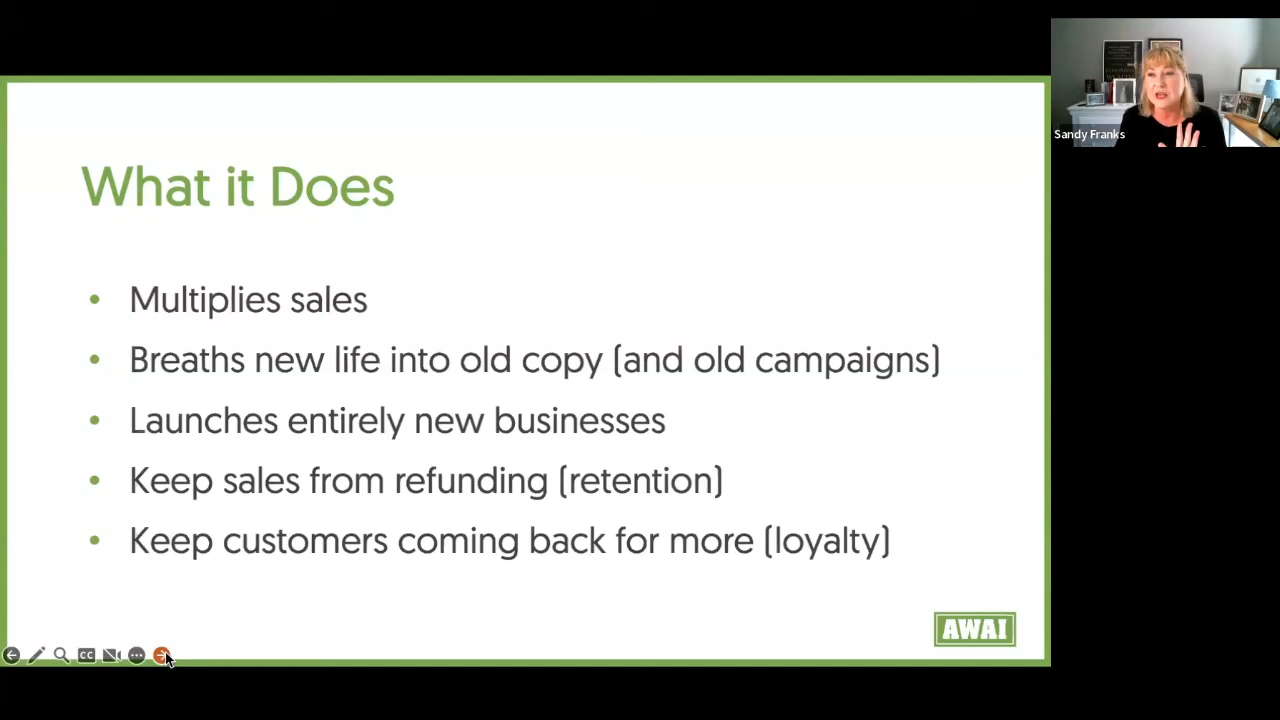 What it Does
• Multiplies sales
• Breaths new life into old copy (and old campaigns)
• Launches entirely new businesses
• Keep sales from refunding (retention)
• Keep customers coming back for more (loyalty)
AWAI
CC
Sandy Franks